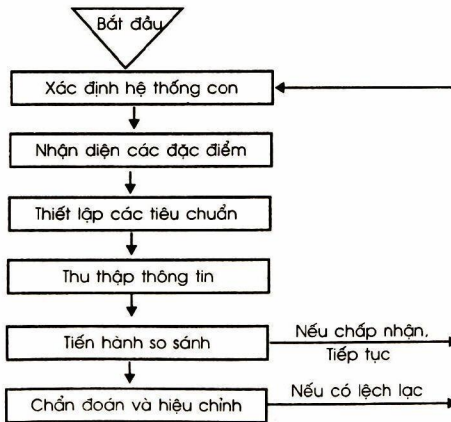 Bắt đầu
Xác định hệ thống con
Nhận diện các đặc điểm
Thiết lập các tiêu chuẩn
Thu thập thông tin
Tiến hành so sánh
Nếu chấp nhận,
Tiếp tục
Chẩn đoán và hiệu chỉnh
Nếu có lệch lạc